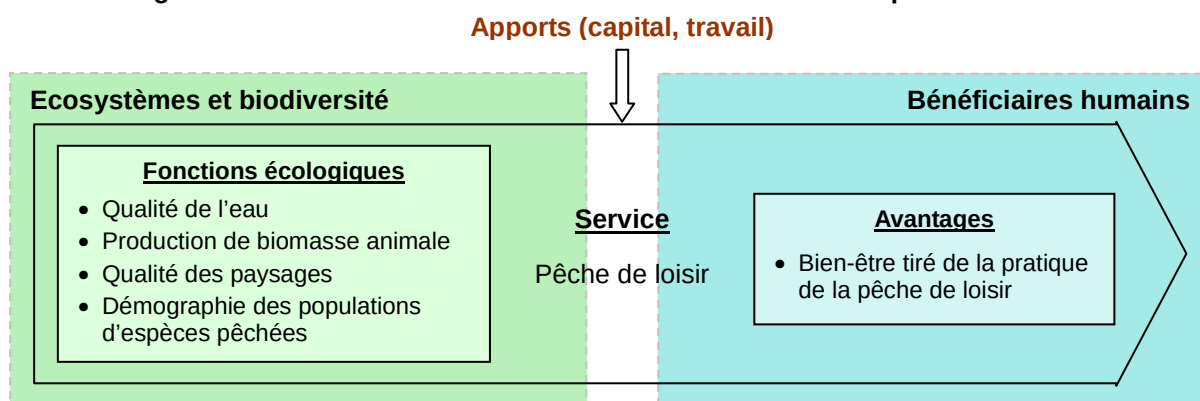 Apports (capital, travail)
Ecosystèmes et biodiversité
Bénéficiaires humains
Fonctions écologiques
• Qualité de l'eau
• Production de biomasse animale
• Qualité des paysages
• Démographie des populations
d'espèces pêchées
Service
Pêche de loisir
Avantages
• Bien-être tiré de la pratique
de la pêche de loisir